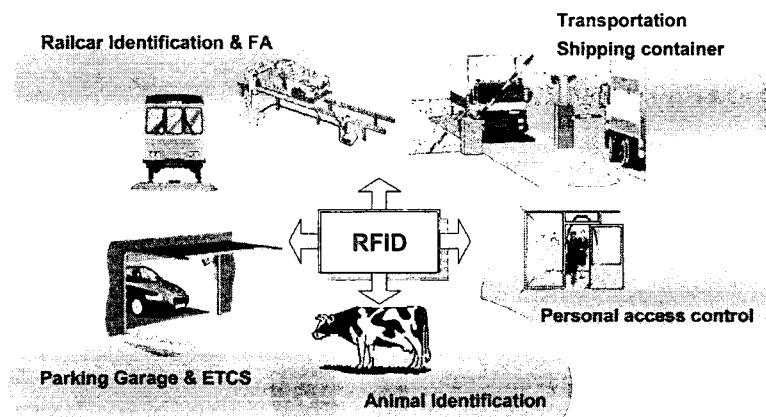 Transportation
Railcar Identification & FA
Shipping container
RFID
Personal access control
Parking Garage & ETCS
Animal Identification